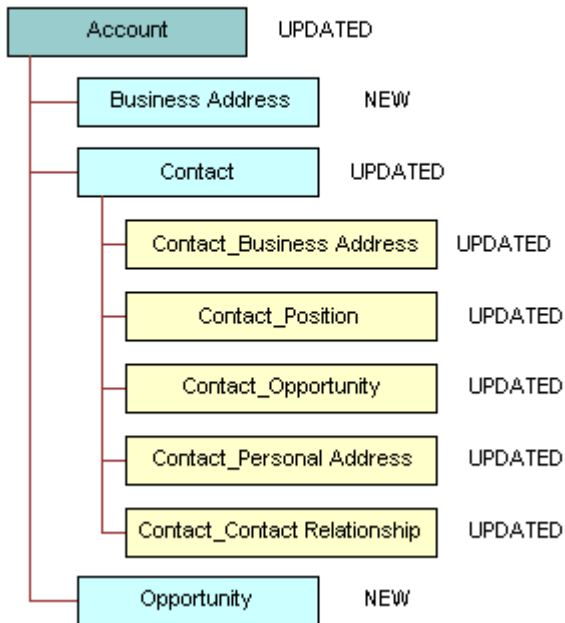 Account UPDATED
Business Address NEW
Contact UPDATED
Contact_Business Address UPDATED
Contact_Position UPDATED
Contact_Opportunity UPDATED
Contact_Personal Address UPDATED
Contact_Contact Relationship UPDATED
Opportunity NEW